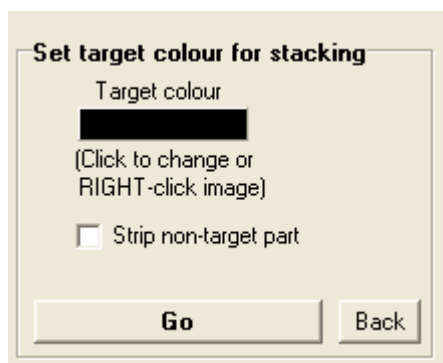 Set target colour for stacking
Target colour
(Click to change or
RIGHT-click image)
Strip non-target part
Go
Back